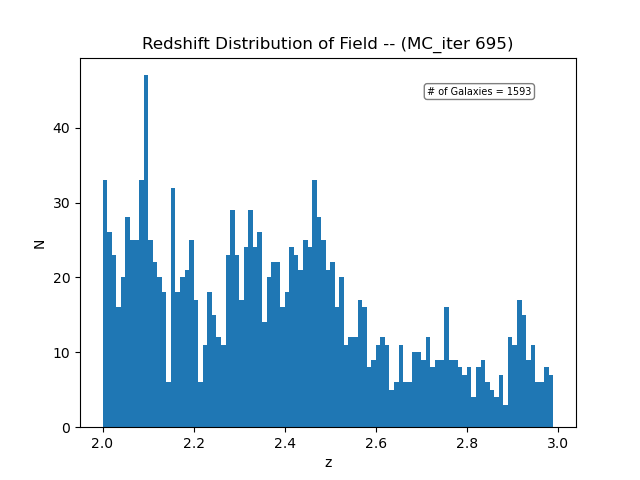 Redshift Distribution of Field -- (MC_iter 695)
# of Galaxies = 1593
N
40
30
20
10
0
2.0 2.2 2.4 2.6 2.8 3.0
z